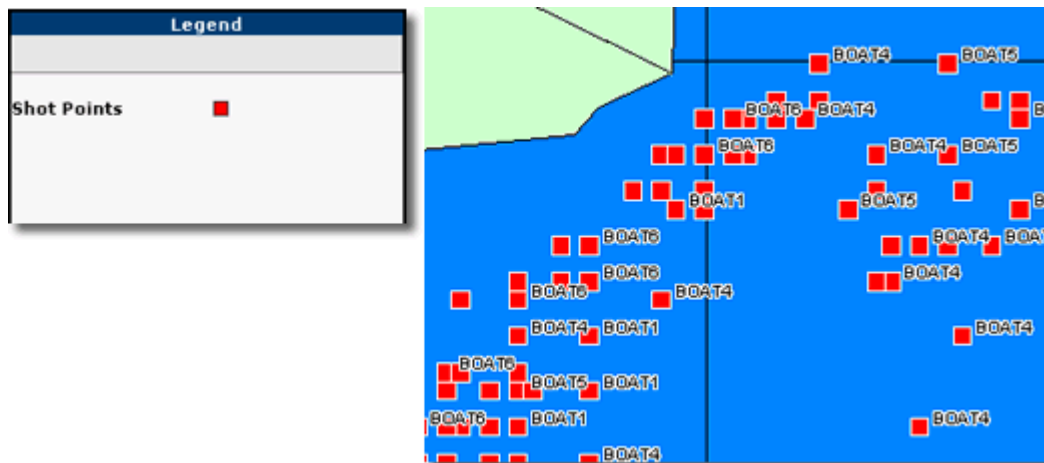 Legend
Shot Points
BOAT4 BOAT5
BOAT6 BOAT4 B
BOAT6 BOAT4 BOAT5
BOAT1 BOAT5 B
BOAT6 BOAT4 BOA
BOAT6 BOAT4
BOAT6 BOAT4
BOAT4 BOAT1 BOAT4
BOAT6
BOAT5 BOAT1
BOAT6 BOAT1 BOAT4
BOAT4